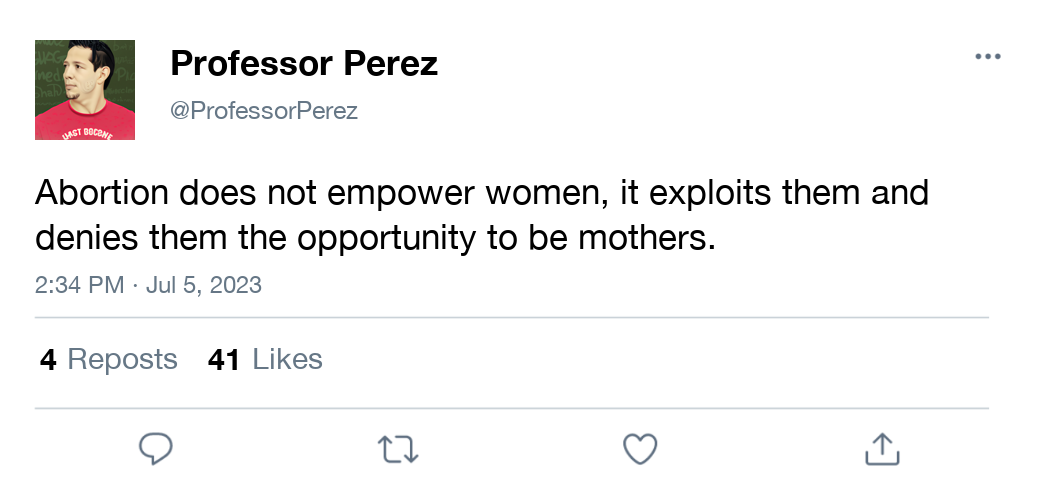 Professor Perez
@ProfessorPerez
Abortion does not empower women, it exploits them and
denies them the opportunity to be mothers.
2:34 PM · Jul 5, 2023
4 Reposts 41 Likes